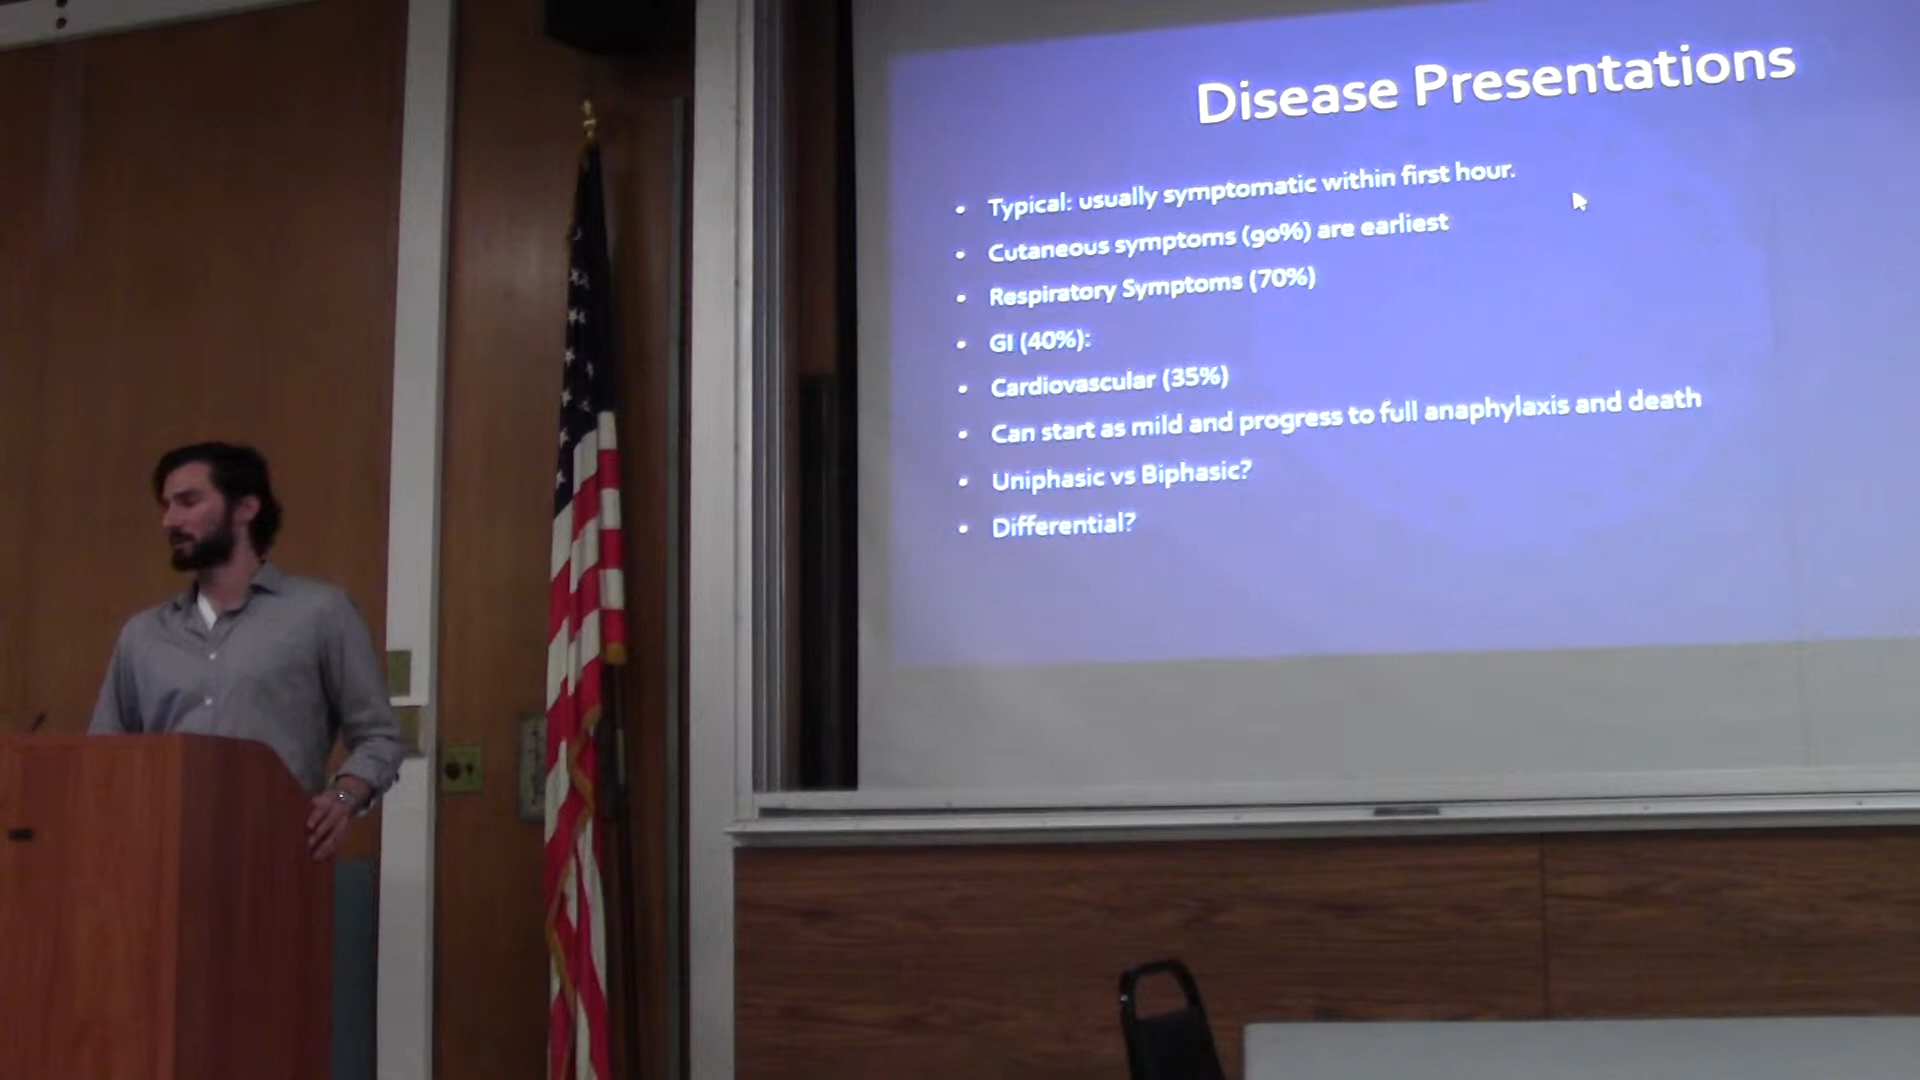 Disease Presentations
• Typical: usually symptomatic within first hour.
• Cutaneous symptoms (90%) are earliest
• Respiratory Symptoms (70%)
• GI (40%):
• Cardiovascular (35%)
• Can start as mild and progress to full anaphylaxis and death
• Uniphasic vs Biphasic?
• Differential?